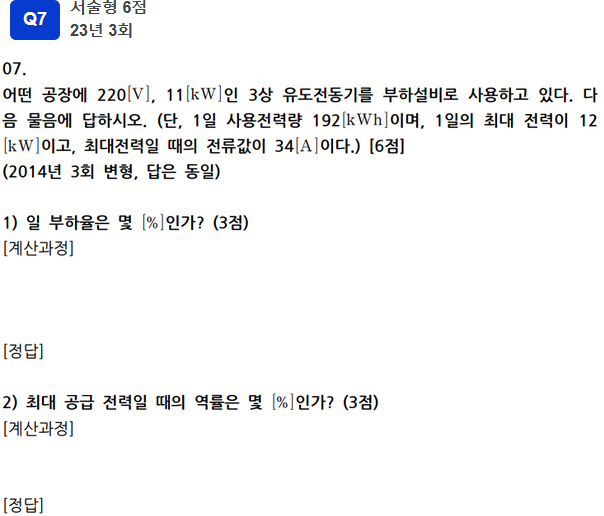 Q7
서술형 6점
23년 3회
07.
어떤 공장에 220[V], 11[kW]인 3상 유도전동기를 부하설비로 사용하고 있다. 다
음 물음에 답하시오. (단, 1일 사용전력량 192[kWh]이며, 1일의 최대 전력이 12
[kW]이고, 최대전력일 때의 전류값이 34[A]이다.) [6점]
(2014년 3회 변형, 답은 동일)
1) 일 부하율은 몇 [%]인가? (3점)
[계산과정]
[정답]
2) 최대 공급 전력일 때의 역률은 몇 [%]인가? (3점)
[계산과정]
[정답]